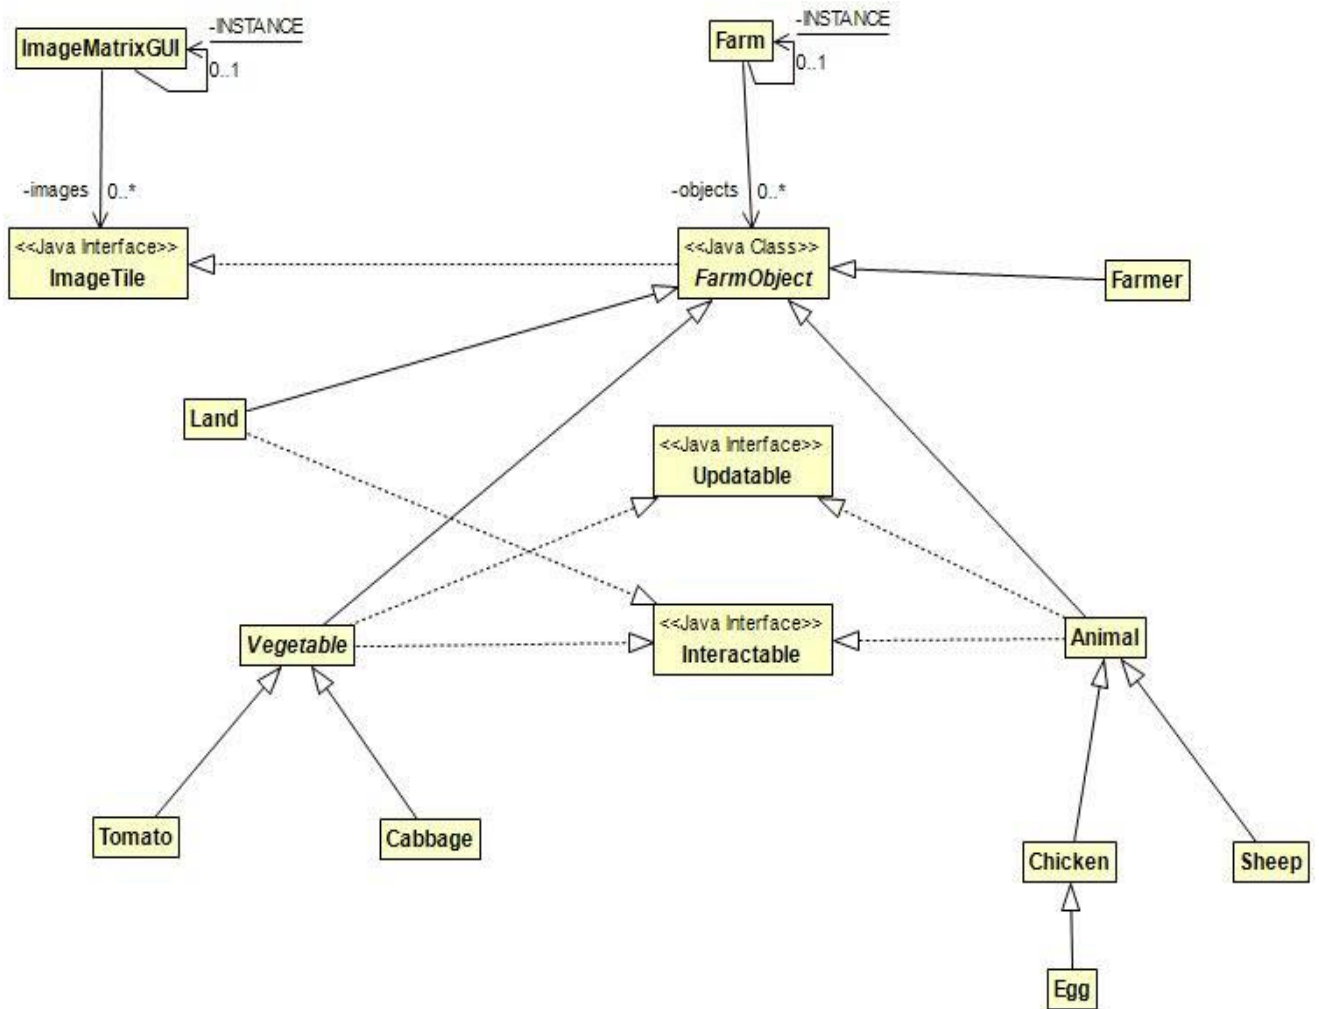 -INSTANCE
ImageMatrixGUI
0..1
-INSTANCE
Farm
0..1
-images 0..*
-objects 0..*
<<Java Interface>>
ImageTile
<<Java Class>>
FarmObject
Farmer
Land
<<Java Interface>>
Updatable
<<Java Interface>>
Interactable
Vegetable
Animal
Tomato
Cabbage
Chicken
Sheep
Egg